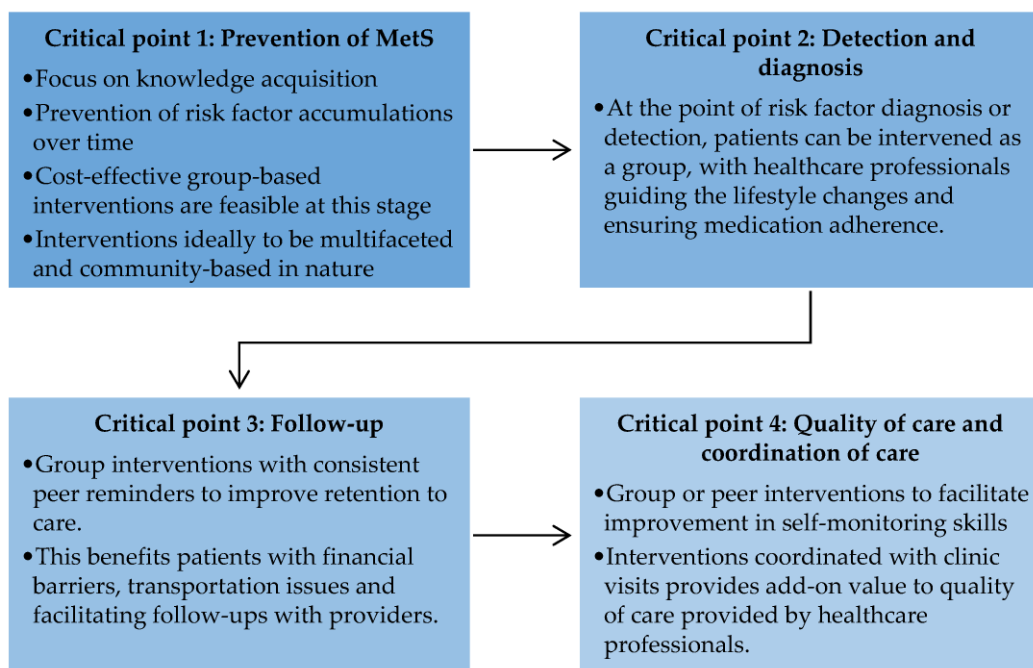 Critical point 1: Prevention of MetS
•Focus on knowledge acquisition
•Prevention of risk factor accumulations
over time
•Cost-effective group-based
interventions are feasible at this stage
•Interventions ideally to be multifaceted
and community-based in nature
Critical point 2: Detection and
diagnosis
•At the point of risk factor diagnosis or
detection, patients can be intervened as
a group, with healthcare professionals
guiding the lifestyle changes and
ensuring medication adherence.
Critical point 3: Follow-up
•Group interventions with consistent
peer reminders to improve retention to
care.
•This benefits patients with financial
barriers, transportation issues and
facilitating follow-ups with providers.
Critical point 4: Quality of care and
coordination of care
•Group or peer interventions to facilitate
improvement in self-monitoring skills
•Interventions coordinated with clinic
visits provides add-on value to quality
of care provided by healthcare
professionals.